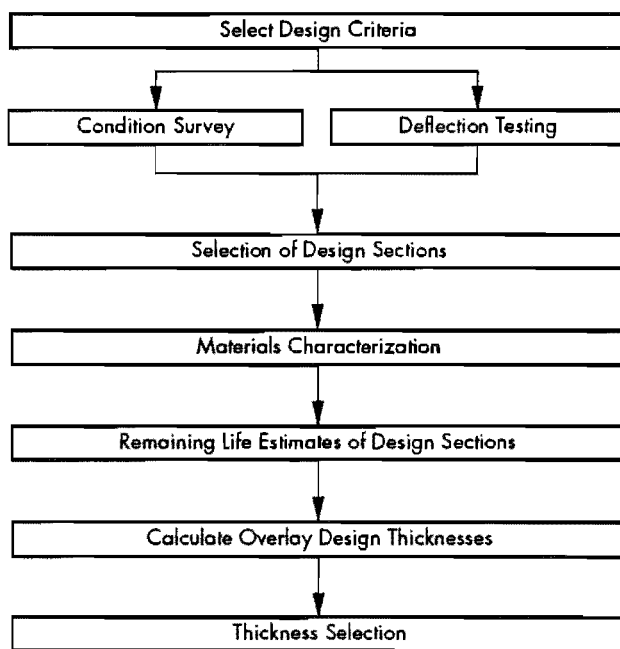 Select Design Criteria
Condition Survey
Deflection Testing
Selection of Design Sections
Materials Characterization
Remaining Life Estimates of Design Sections
Calculate Overlay Design Thicknesses
Thickness Selection